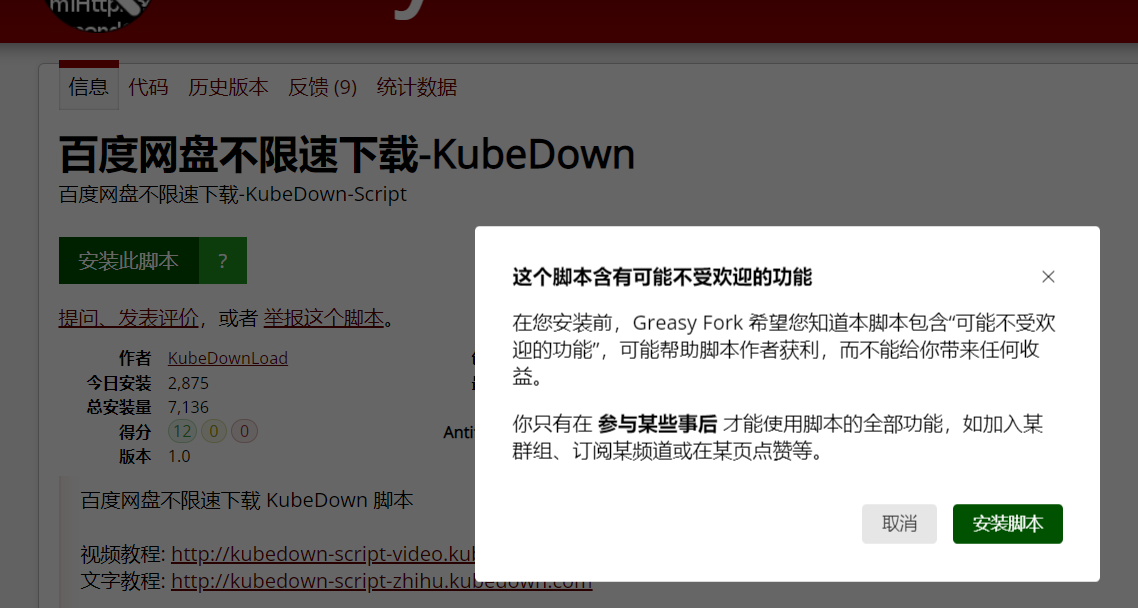 信息 代码 历史版本 反馈 (9) 统计数据
百度网盘不限速下载-KubeDown
百度网盘不限速下载-KubeDown-Script
安装此脚本 ?
提问、发表评价，或者 举报这个脚本。
作者 KubeDownLoad
今日安装 2,875
总安装量 7,136
得分 12 0 0
版本 1.0
百度网盘不限速下载 KubeDown 脚本
视频教程: http://kubedown-script-video.ku
文字教程: http://kubedown-script-zhihu.kubedown.com
这个脚本含有可能不受欢迎的功能
在您安装前，Greasy Fork 希望您知道本脚本包含“可能不受欢
迎的功能”，可能帮助脚本作者获利，而不能给你带来任何收
益。
你只有在 参与某些事后 才能使用脚本的全部功能，如加入某
群组、订阅某频道或在某页点赞等。
取消 安装脚本